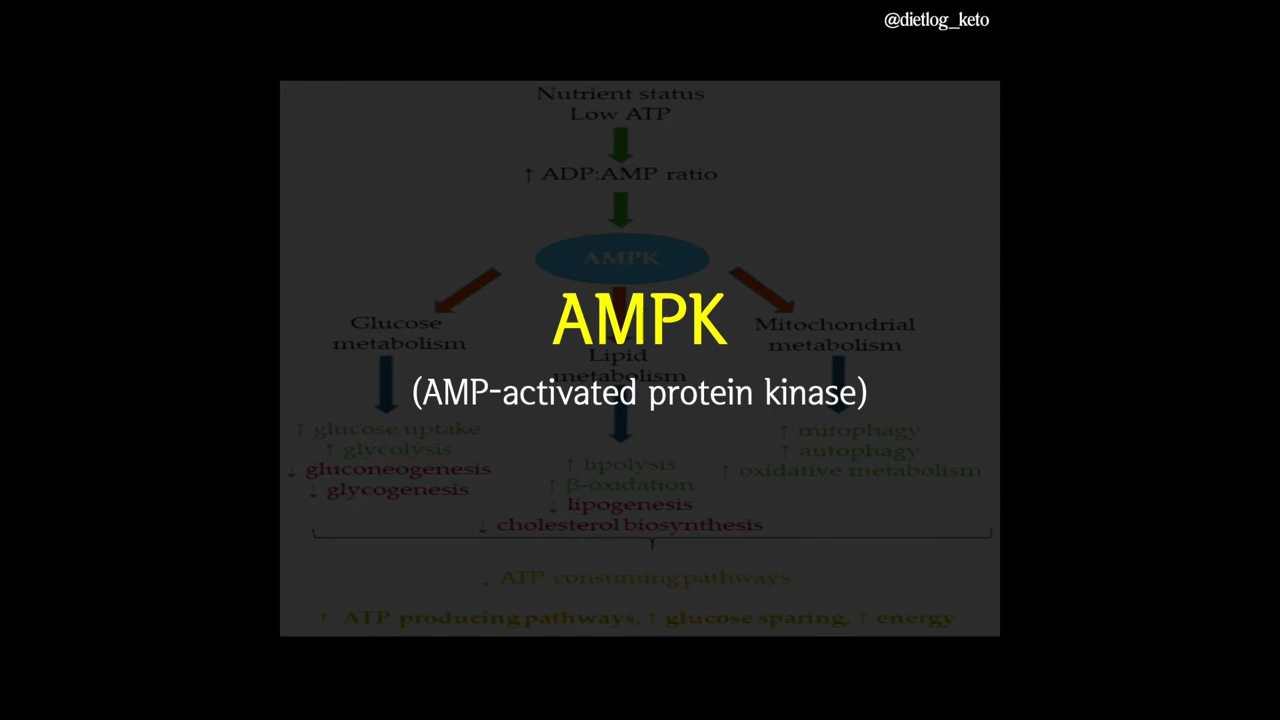 @dietlog_keto
Nutrient status
Low ATP
↑ ADP:AMP ratio
AMPK
AMPK
(AMP-activated protein kinase)
Glucose
metabolism
Lipid
metabolism
Mitochondrial
metabolism
↑ glucose uptake
↑ glycolysis
↓ gluconeogenesis
↓ glycogenesis
↑ lipolysis
↑ β-oxidation
↓ lipogenesis
↓ cholesterol biosynthesis
↑ mitophagy
↑ autophagy
↑ oxidative metabolism
↓ ATP consuming pathways
↑ ATP producing pathways, ↑ glucose sparing, ↑ energy